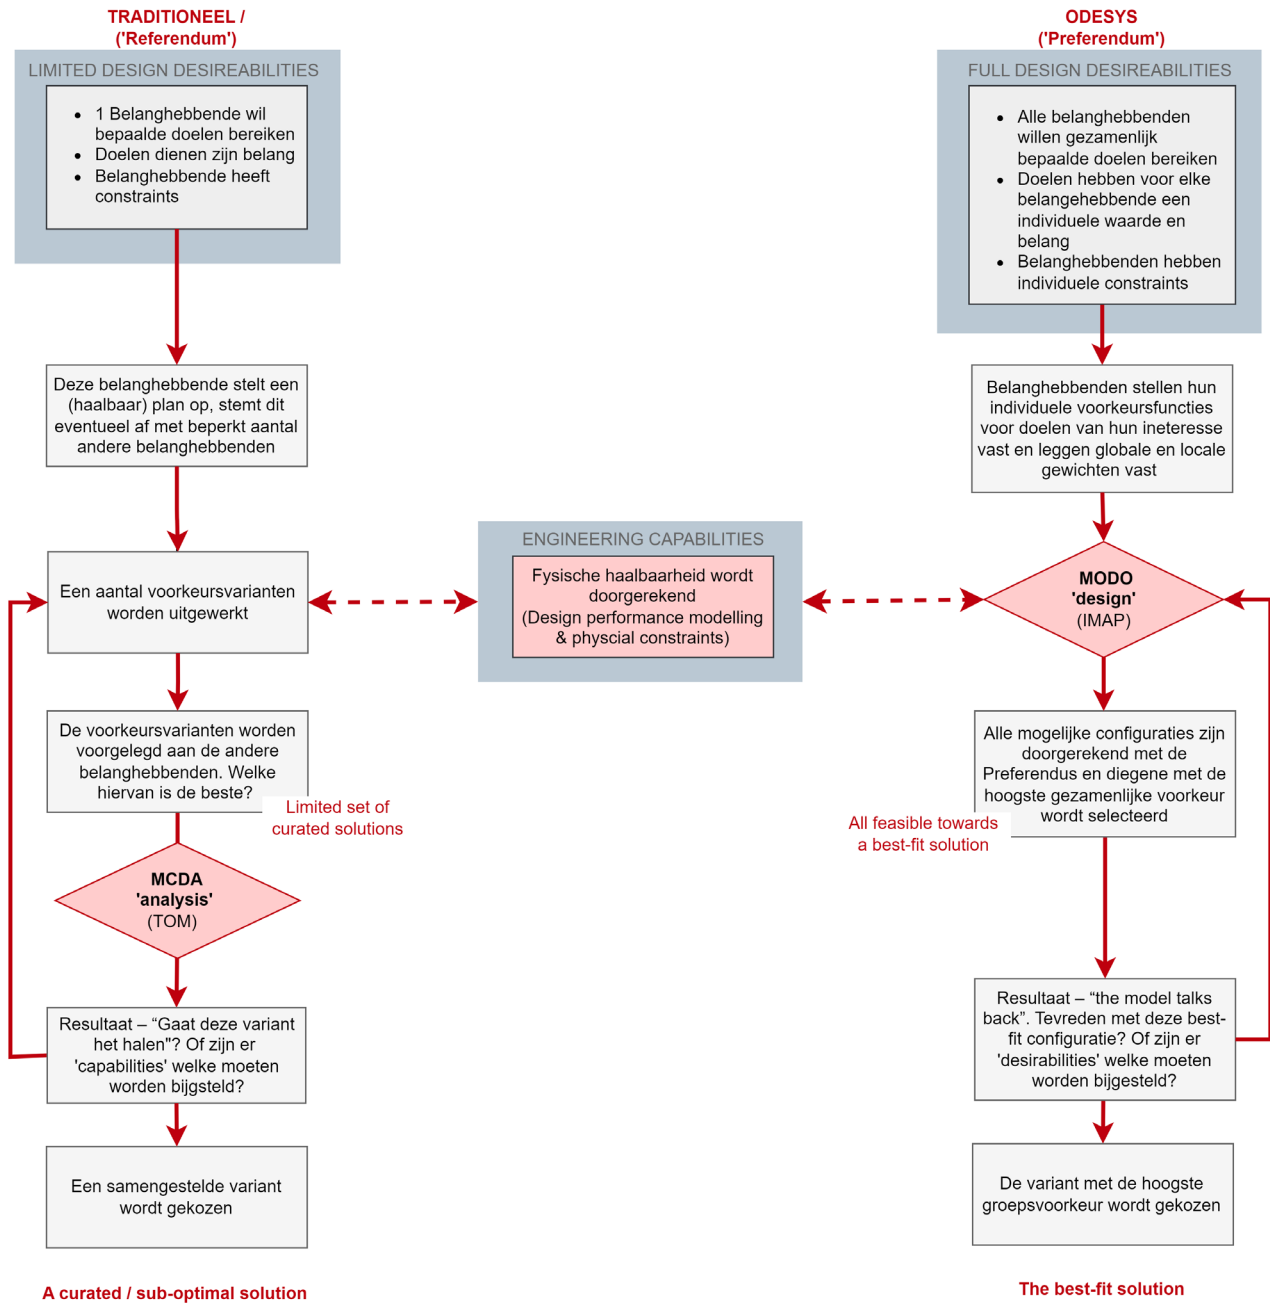 TRADITIONEEL /
('Referendum')
LIMITED DESIGN DESIREABILITIES
1 Belanghebbende wil
bepaalde doelen bereiken
Doelen dienen zijn belang
Belanghebbende heeft
constraints
Deze belanghebbende stelt een
(haalbaar) plan op, stemt dit
eventueel af met beperkt aantal
andere belanghebbenden
Een aantal voorkeursvarianten
worden uitgewerkt
De voorkeursvarianten worden
voorgelegd aan de andere
belanghebbenden. Welke
hiervan is de beste?
Limited set of
curated solutions
MCDA
'analysis'
(TOM)
Resultaat – “Gaat deze variant
het halen"? Of zijn er
'capabilities' welke moeten
worden bijgsteld?
Een samengestelde variant
wordt gekozen
A curated / sub-optimal solution
ENGINEERING CAPABILITIES
Fysische haalbaarheid wordt
doorgerekend
(Design performance modelling
& physcial constraints)
ODESYS
('Preferendum')
FULL DESIGN DESIREABILITIES
Alle belanghebbenden
willen gezamenlijk
bepaalde doelen bereiken
Doelen hebben voor elke
belangehebbende een
individuele waarde en
belang
Belanghebbenden hebben
individuele constraints
Belanghebbenden stellen hun
individuele voorkeursfuncties
voor doelen van hun ineteresse
vast en leggen globale en locale
gewichten vast
MODO
'design'
(IMAP)
Alle mogelijke configuraties zijn
doorgerekend met de
Preferendus en diegene met de
hoogste gezamenlijke voorkeur
wordt selecteerd
All feasible towards
a best-fit solution
Resultaat – “the model talks
back”. Tevreden met deze best-
fit configuratie? Of zijn er
'desirabilities' welke moeten
worden bijgesteld?
De variant met de hoogste
groepsvoorkeur wordt gekozen
The best-fit solution